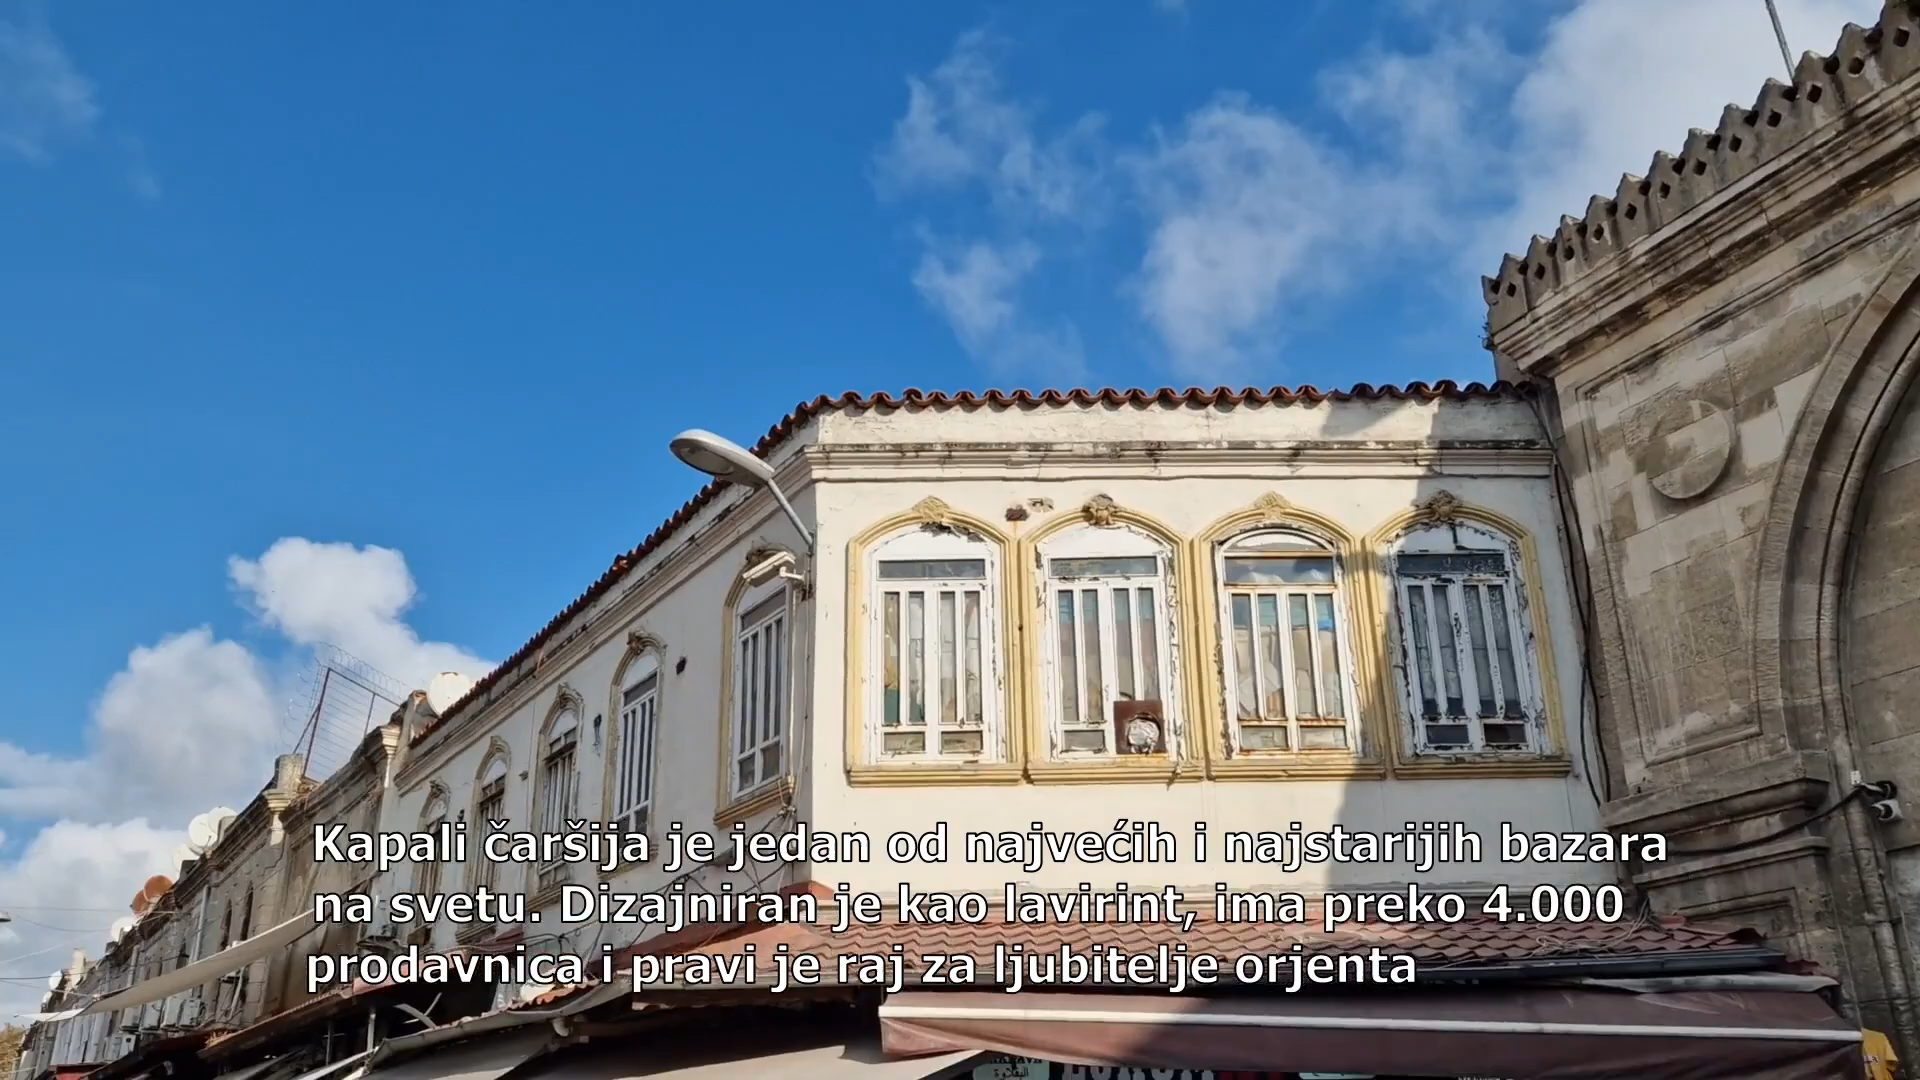 Kapali čaršija je jedan od najvećih i najstarijih bazara
na svetu. Dizajniran je kao lavirint, ima preko 4.000
prodavnica i pravi je raj za ljubitelje orjenta